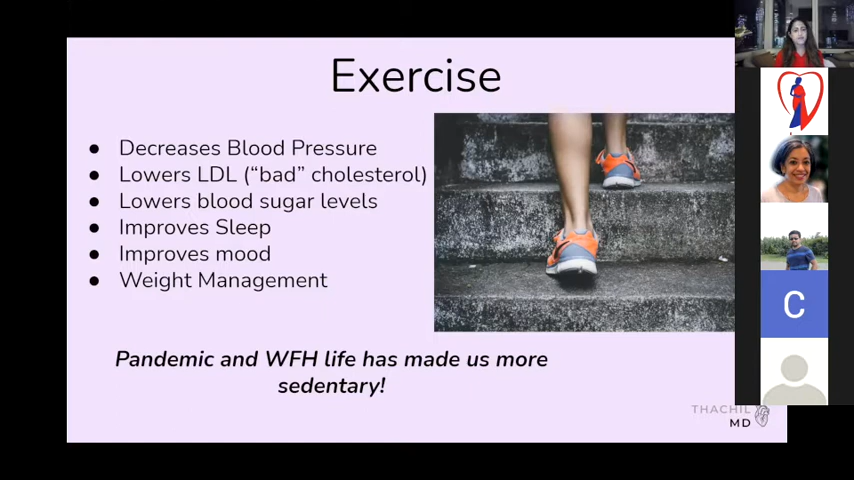 Exercise
● Decreases Blood Pressure
● Lowers LDL (“bad” cholesterol)
● Lowers blood sugar levels
● Improves Sleep
● Improves mood
● Weight Management
Pandemic and WFH life has made us more
sedentary!
THACHIL
MD
C